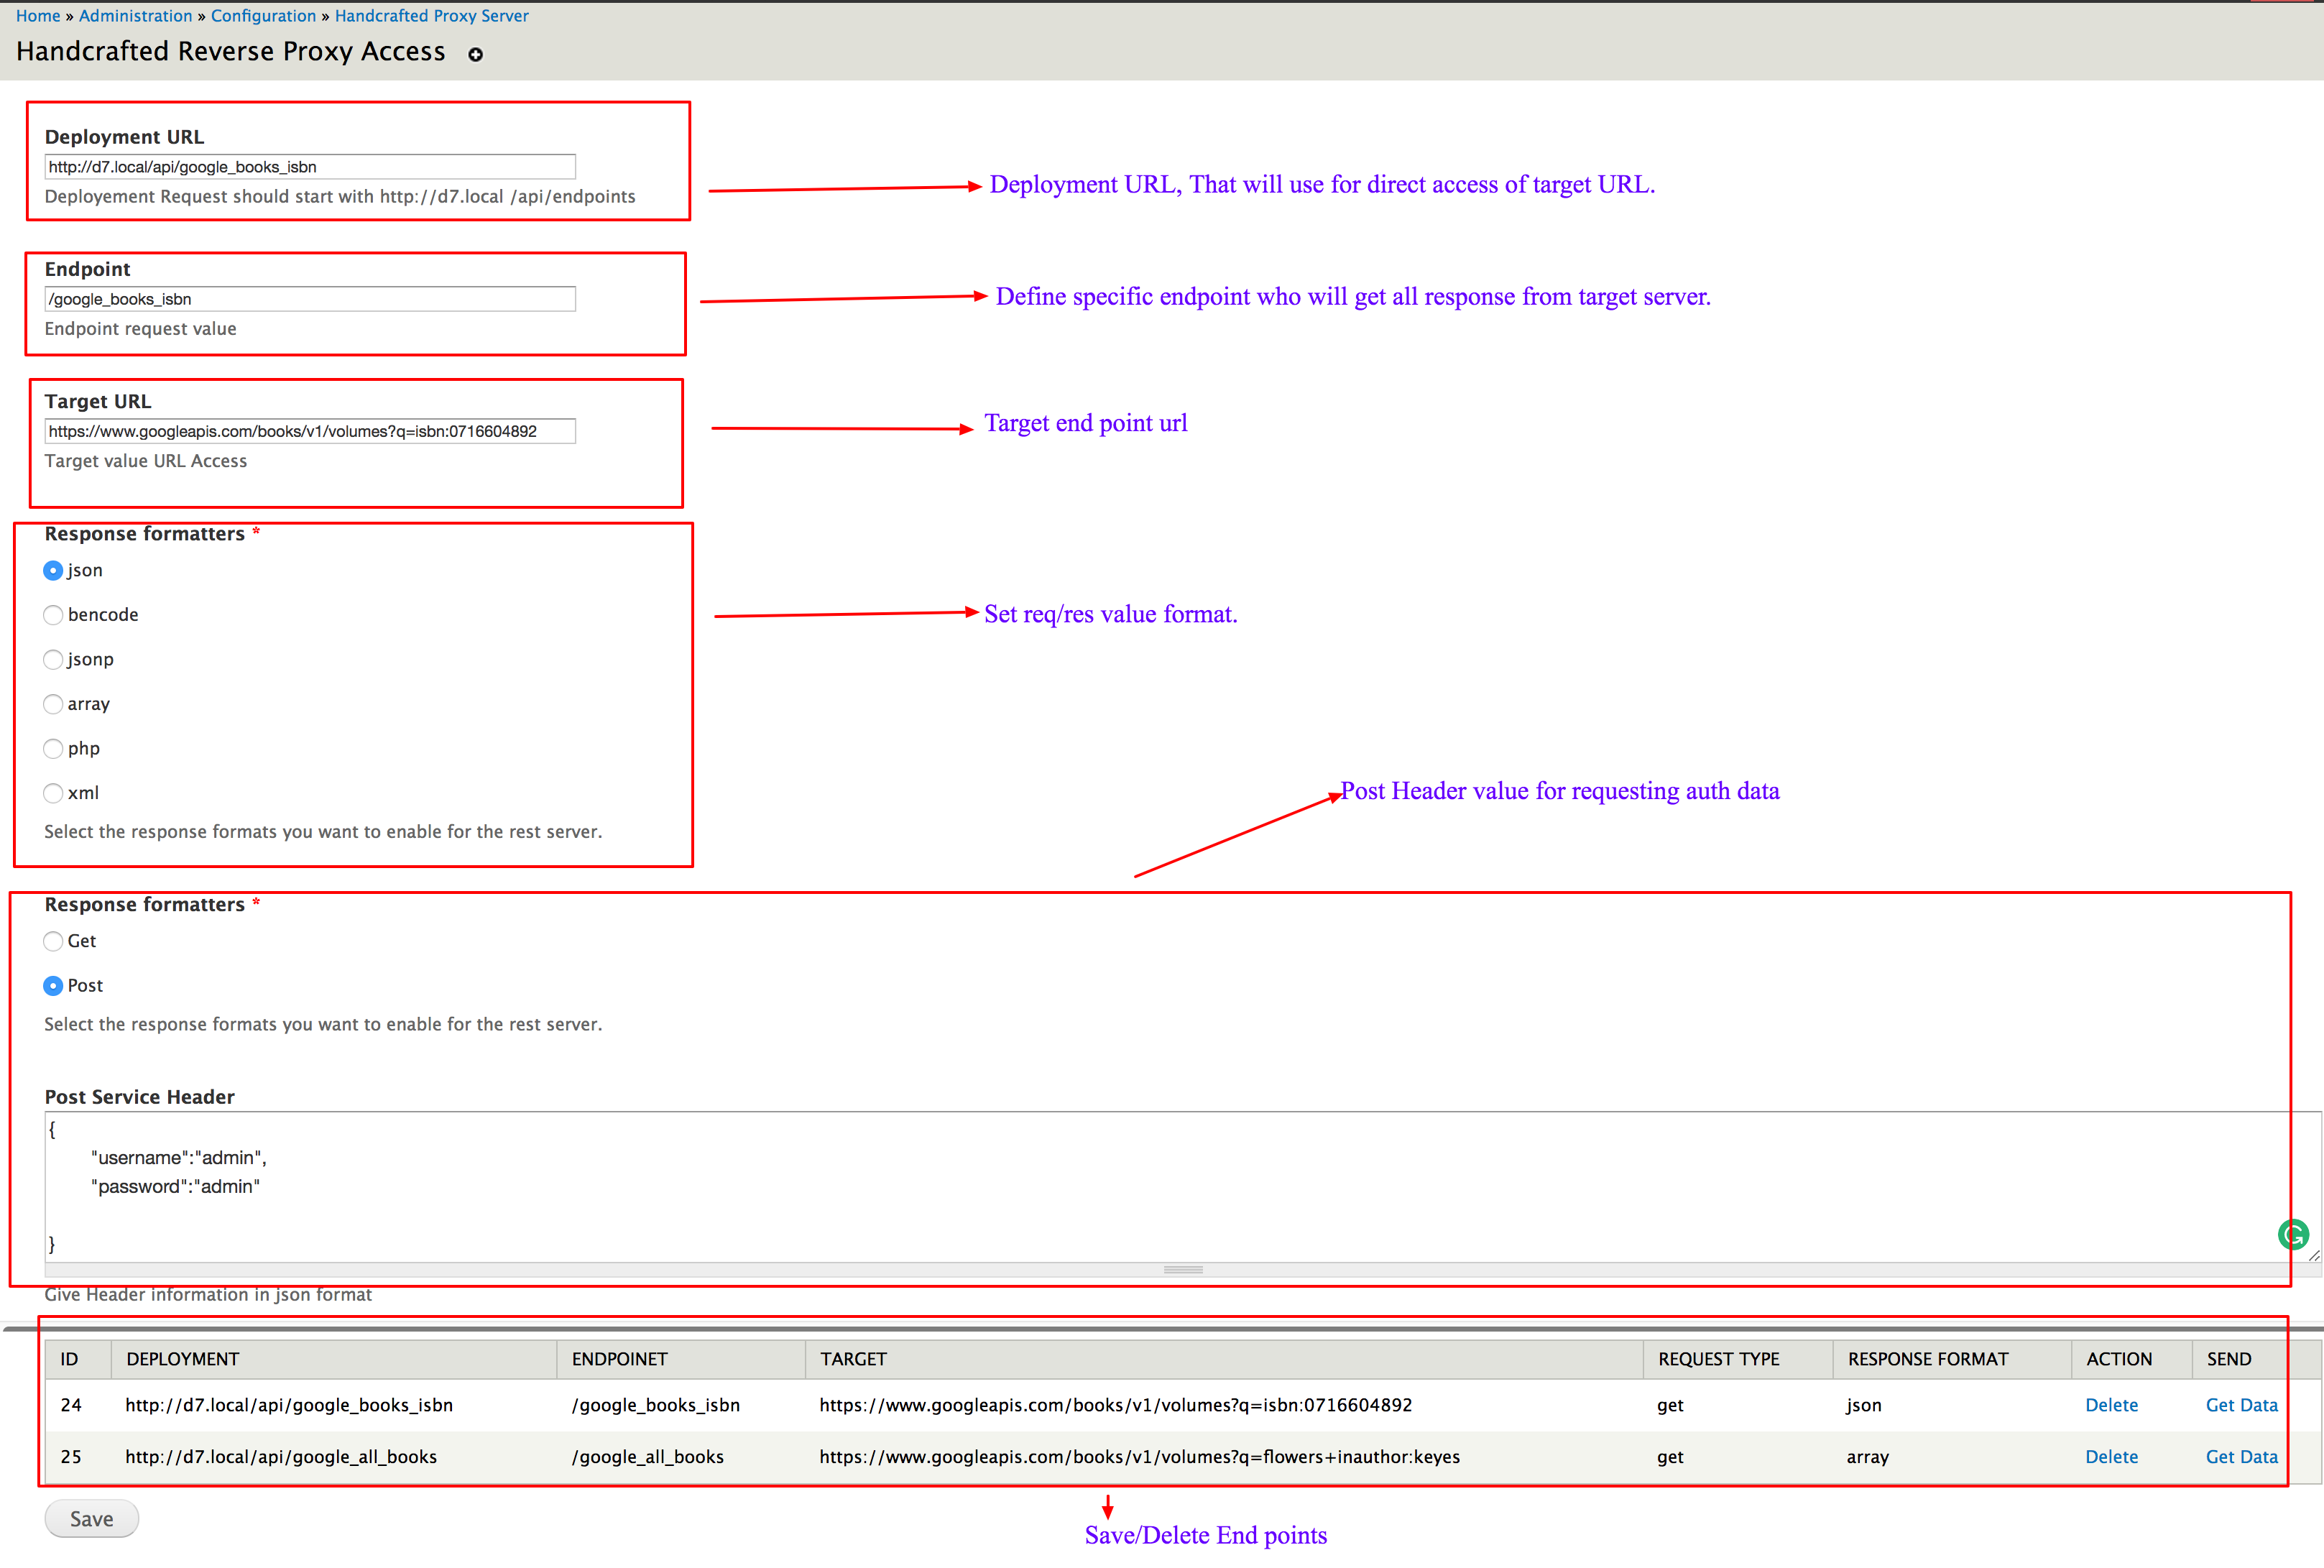 Home » Administration » Configuration » Handcrafted Proxy Server
Handcrafted Reverse Proxy Access
Deployment URL
http://d7.local/api/google_books_isbn
Deployement Request should start with http://d7.local /api/endpoints
Deployment URL, That will use for direct access of target URL.
Endpoint
/google_books_isbn
Endpoint request value
Define specific endpoint who will get all response from target server.
Target URL
https://www.googleapis.com/books/v1/volumes?q=isbn:0716604892
Target value URL Access
Target end point url
Response formatters *
json
bencode
jsonp
array
php
xml
Select the response formats you want to enable for the rest server.
Set req/res value format.
Post Header value for requesting auth data
Response formatters *
Get
Post
Select the response formats you want to enable for the rest server.
Post Service Header
{
"username":"admin",
"password":"admin"
}
Give Header information in json format
ID DEPLOYMENT ENDPOINET TARGET REQUEST TYPE RESPONSE FORMAT ACTION SEND
24 http://d7.local/api/google_books_isbn /google_books_isbn https://www.googleapis.com/books/v1/volumes?q=isbn:0716604892 get json Delete Get Data
25 http://d7.local/api/google_all_books /google_all_books https://www.googleapis.com/books/v1/volumes?q=flowers+inauthor:keyes get array Delete Get Data
Save
Save/Delete End points